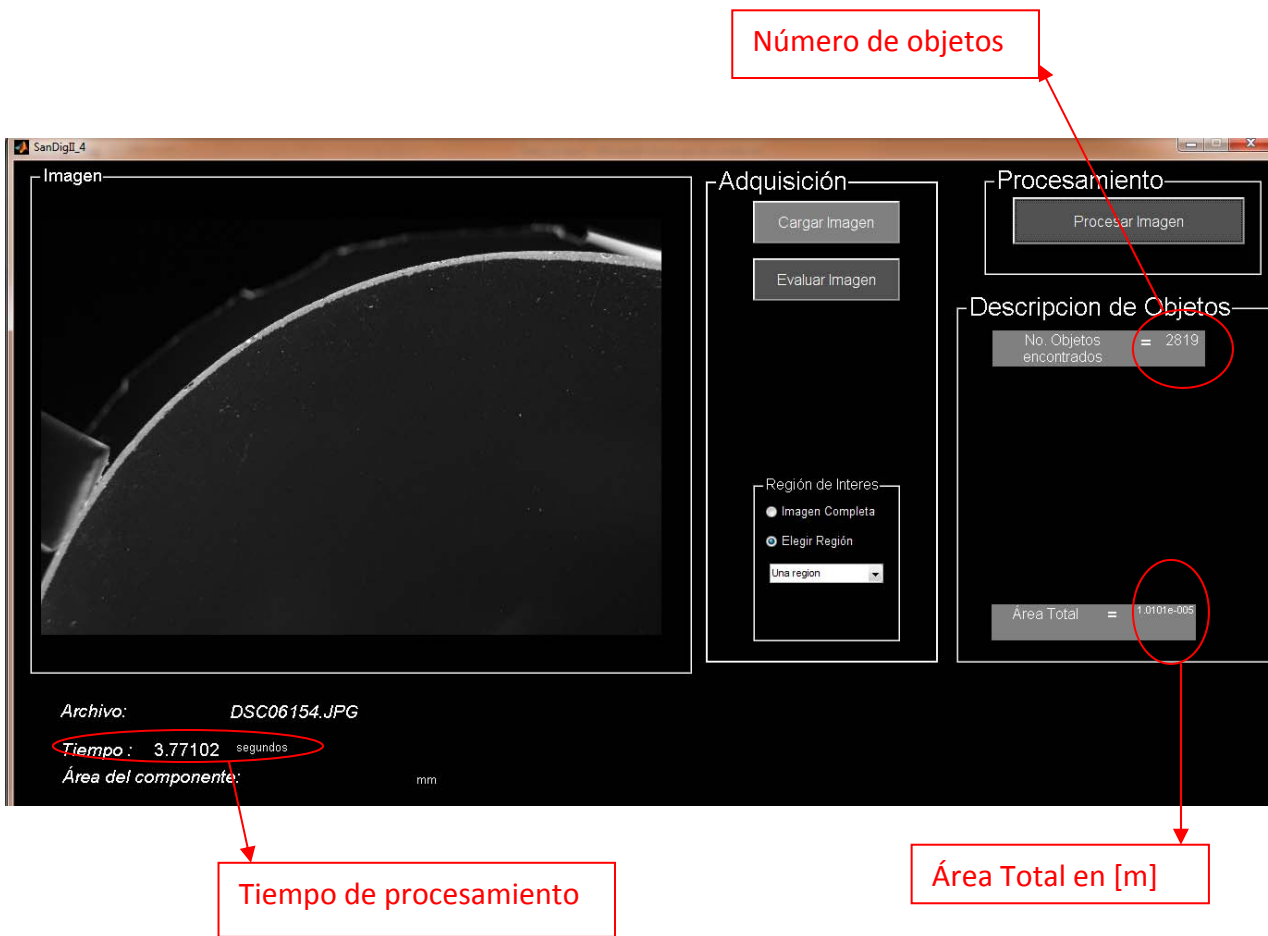 Número de objetos
SanDigII_4
Imagen
Adquisición
Procesamiento
Cargar Imagen
Procesar Imagen
Evaluar Imagen
Descripcion de Objetos
No. Objetos = 2819
encontrados
Región de Interes
Imagen Completa
Elegir Región
Una region
Área Total = 1.0101e-005
Archivo: DSC06154.JPG
Tiempo : 3.77102 segundos
Área del componente: mm
Tiempo de procesamiento
Área Total en [m]